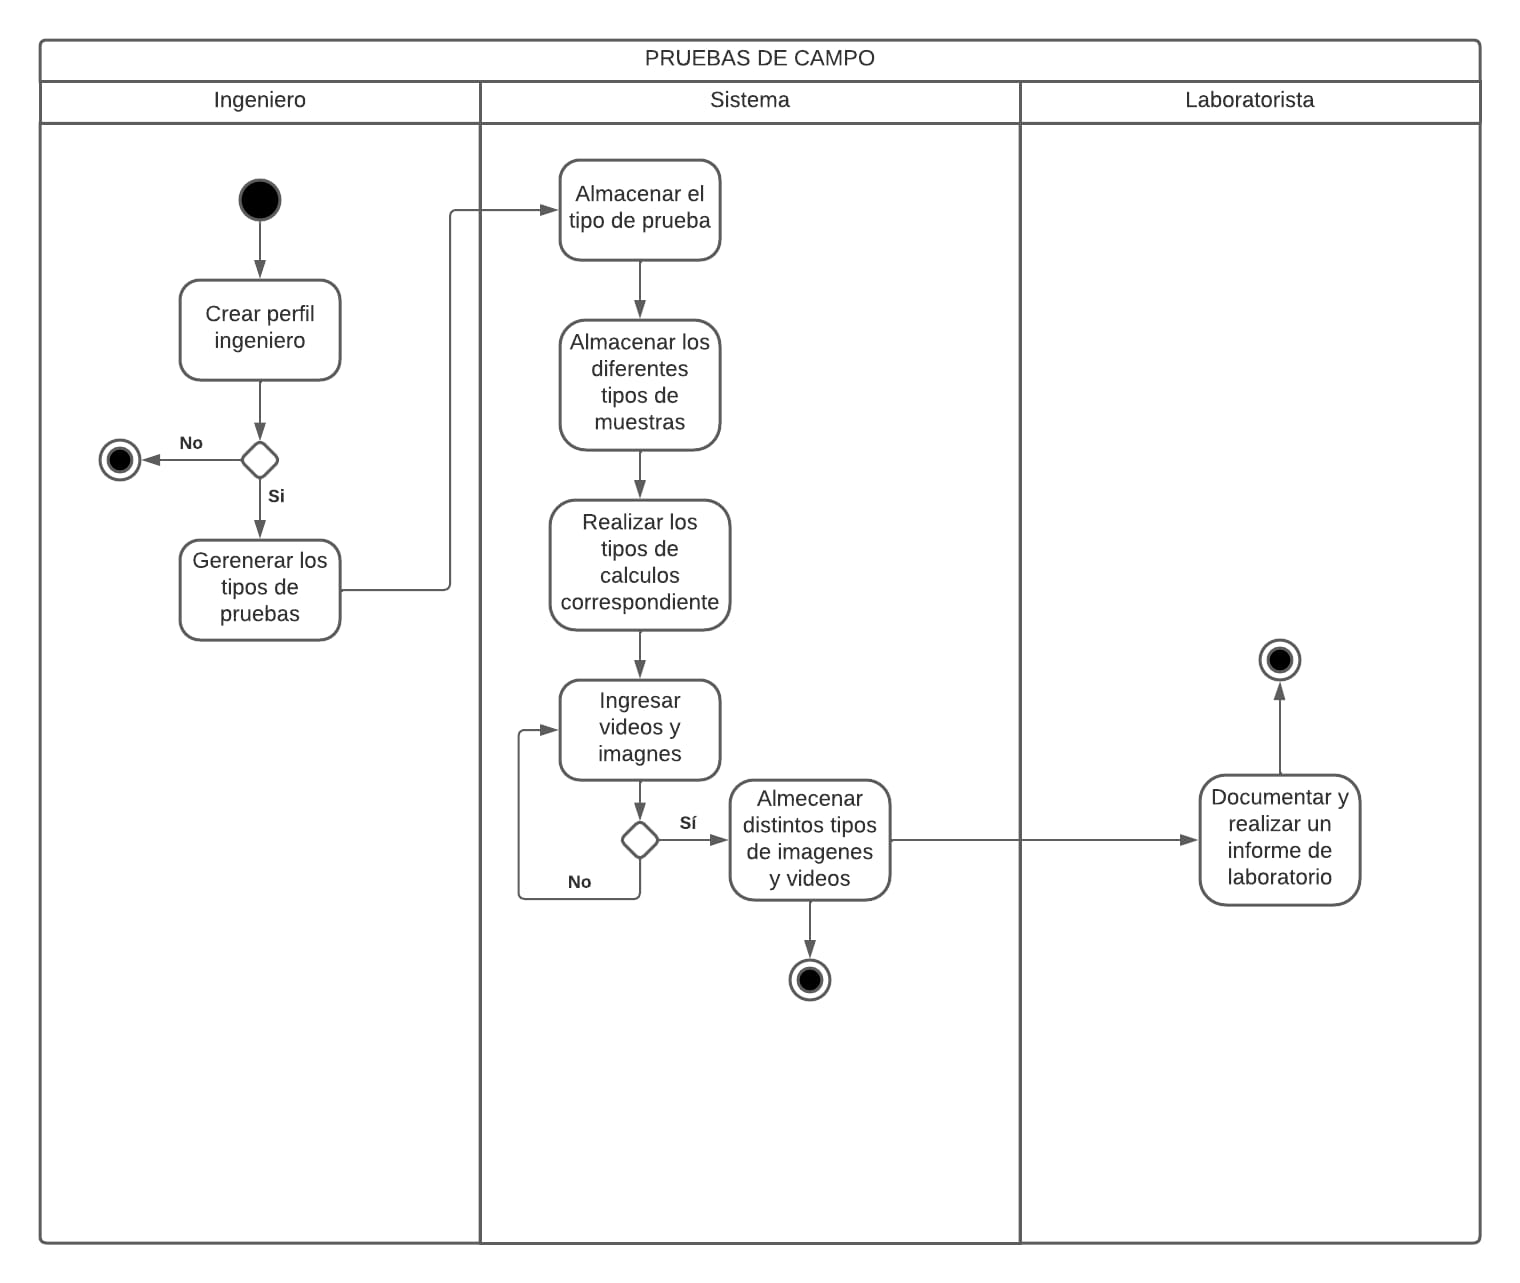 PRUEBAS DE CAMPO
Ingeniero
Sistema
Laboratorista
Crear perfil
ingeniero
No
Si
Gerenerar los
tipos de
pruebas
Almacenar el
tipo de prueba
Almacenar los
diferentes
tipos de
muestras
Realizar los
tipos de
calculos
correspondiente
Ingresar
videos y
imagnes
Sí
No
Almecenar
distintos tipos
de imagenes
y videos
Documentar y
realizar un
informe de
laboratorio